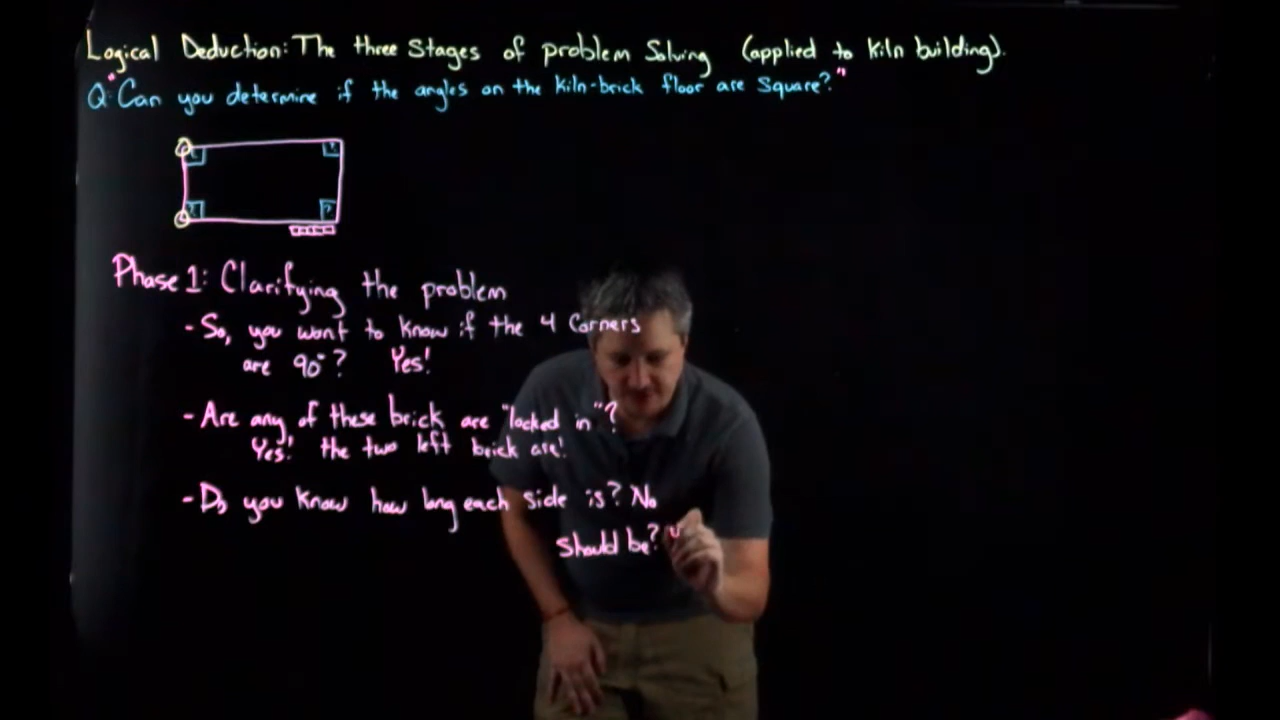 Logical Deduction: The three Stages of problem Solving (applied to kiln building).
Q: "Can you determine if the angles on the kiln-brick floor are square?"
Phase 1: Clarifying the problem
- So, you want to know if the 4 Corners
are 90°? Yes!
- Are any of these brick are "locked in"?
Yes! the two left brick are!
- Do you know how long each side is? No
Should be?